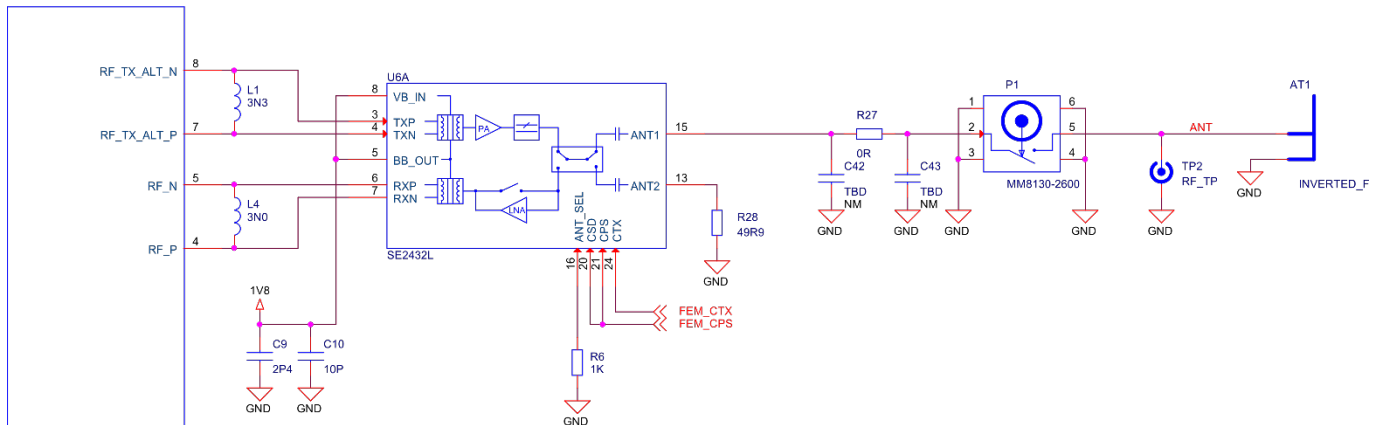 RF_TX_ALT_N
8
L1
3N3
RF_TX_ALT_P
7
RF_N
5
L4
3N0
RF_P
4
1V8
C9
2P4
GND
C10
10P
GND
U6A
8
VB_IN
3
TXP
4
TXN
5
BB_OUT
6
RXP
7
RXN
PA
LNA
ANT1
15
ANT2
13
ANT_SEL
CSD
CPS
CTX
16
20
21
24
SE2432L
R28
49R9
GND
FEM_CTX
FEM_CPS
R6
1K
GND
R27
0R
C42
TBD
NM
GND
C43
TBD
NM
GND
P1
1
2
3
6
5
4
MM8130-2600
GND
GND
ANT
TP2
RF_TP
GND
AT1
GND
INVERTED_F